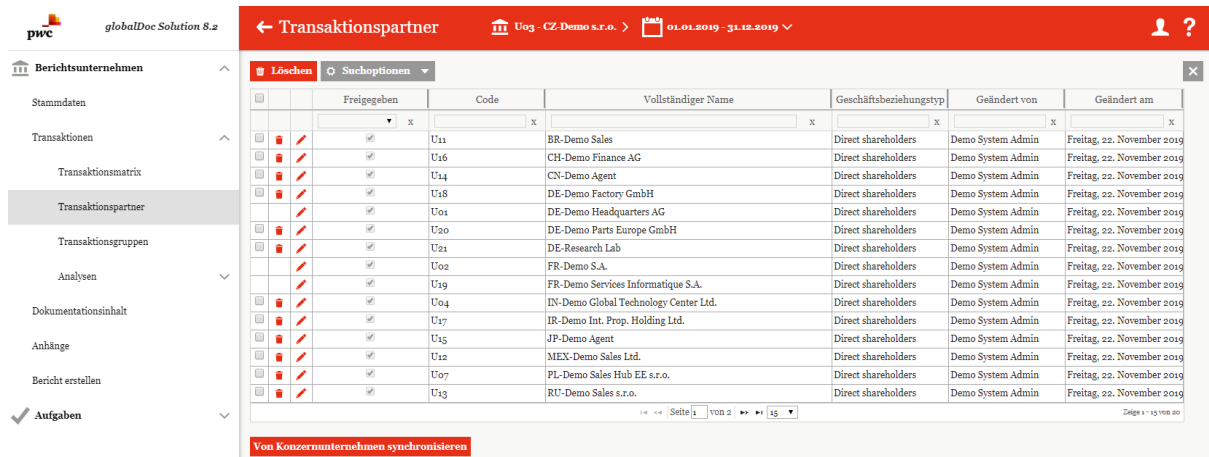 pwc globalDoc Solution 8.2 Transaktionspartner U03 - CZ-Demo s.r.o. 01.01.2019 - 31.12.2019 ?
Berichtsunternehmen
Stammdaten
Transaktionen
Transaktionsmatrix
Transaktionspartner
Transaktionsgruppen
Analysen
Dokumentationsinhalt
Anhänge
Bericht erstellen
Aufgaben
Löschen Suchoptionen
Freigegeben Code Vollständiger Name Geschäftsbeziehungstyp Geändert von Geändert am
x x x x x x
U11 BR-Demo Sales Direct shareholders Demo System Admin Freitag, 22. November 2019
U16 CH-Demo Finance AG Direct shareholders Demo System Admin Freitag, 22. November 2019
U14 CN-Demo Agent Direct shareholders Demo System Admin Freitag, 22. November 2019
U18 DE-Demo Factory GmbH Direct shareholders Demo System Admin Freitag, 22. November 2019
U01 DE-Demo Headquarters AG Direct shareholders Demo System Admin Freitag, 22. November 2019
U20 DE-Demo Parts Europe GmbH Direct shareholders Demo System Admin Freitag, 22. November 2019
U21 DE-Research Lab Direct shareholders Demo System Admin Freitag, 22. November 2019
U02 FR-Demo S.A. Direct shareholders Demo System Admin Freitag, 22. November 2019
U19 FR-Demo Services Informatique S.A. Direct shareholders Demo System Admin Freitag, 22. November 2019
U04 IN-Demo Global Technology Center Ltd. Direct shareholders Demo System Admin Freitag, 22. November 2019
U17 IR-Demo Int. Prop. Holding Ltd. Direct shareholders Demo System Admin Freitag, 22. November 2019
U15 JP-Demo Agent Direct shareholders Demo System Admin Freitag, 22. November 2019
U12 MEX-Demo Sales Ltd. Direct shareholders Demo System Admin Freitag, 22. November 2019
U07 PL-Demo Sales Hub EE s.r.o. Direct shareholders Demo System Admin Freitag, 22. November 2019
U13 RU-Demo Sales s.r.o. Direct shareholders Demo System Admin Freitag, 22. November 2019
Seite 1 von 2 15 Zeige 1 - 15 von 20
Von Konzernunternehmen synchronisieren